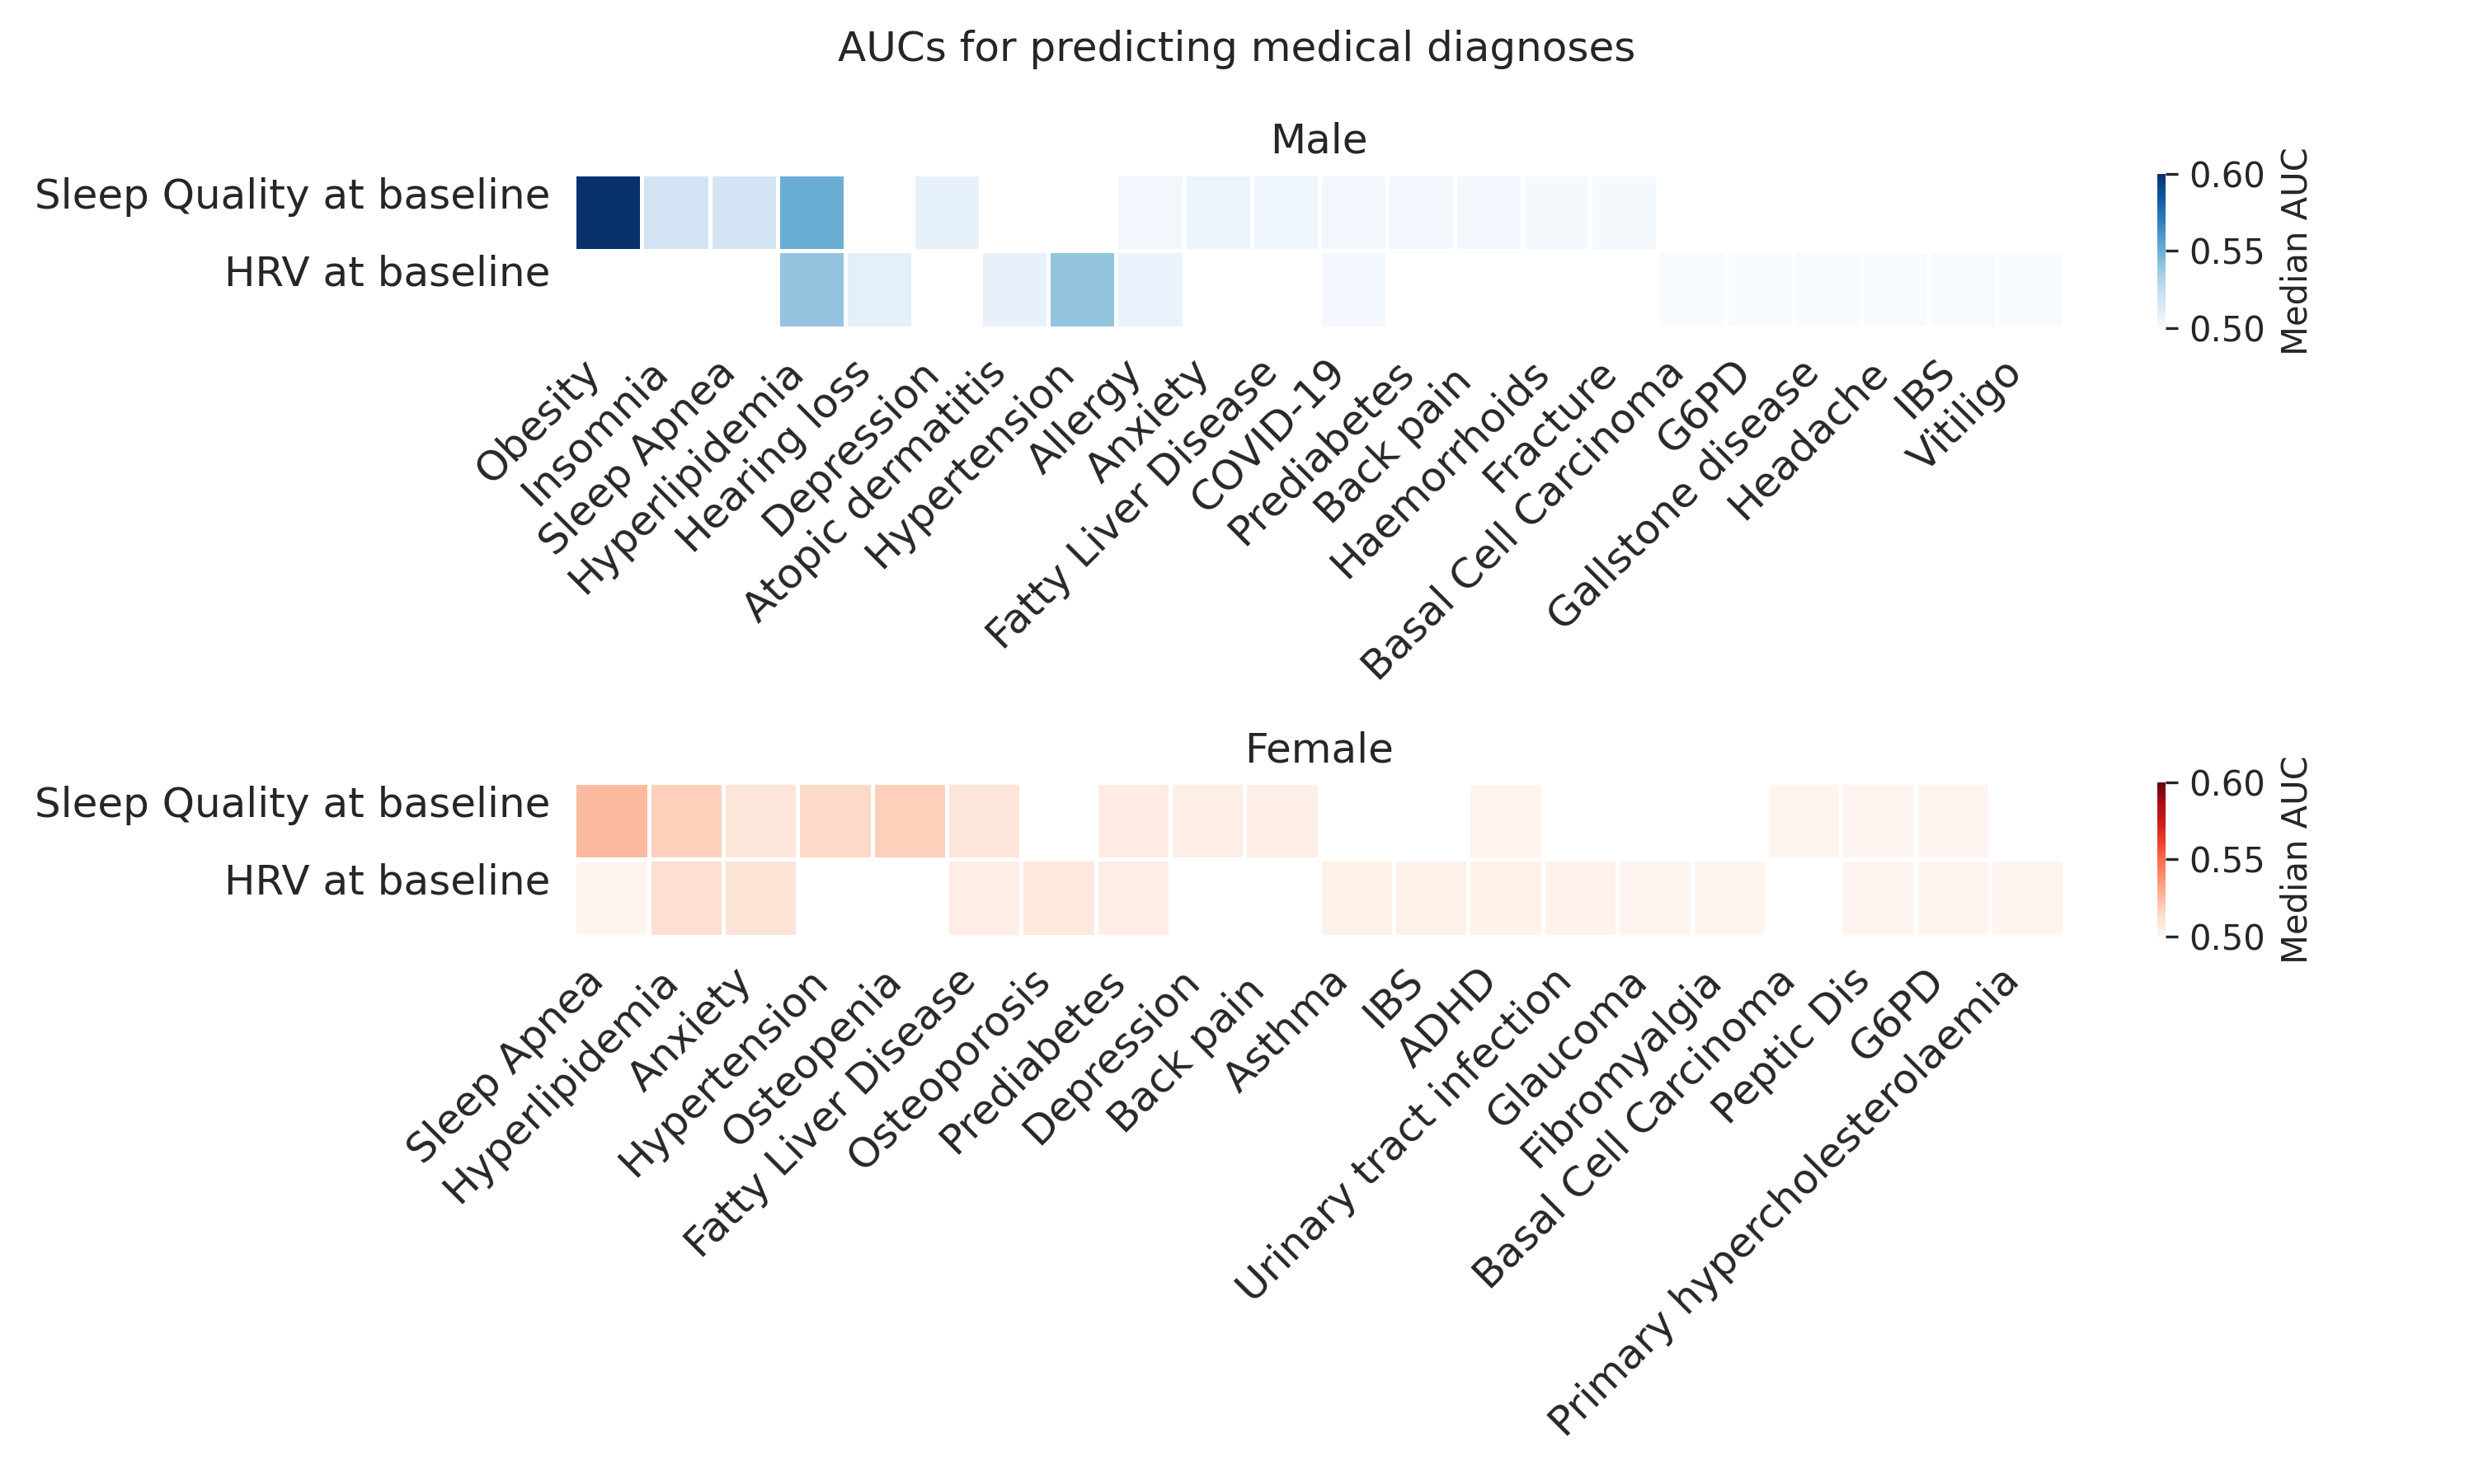 AUCs for predicting medical diagnoses
Male
Sleep Quality at baseline
HRV at baseline
0.60
0.55
0.50
Median AUC
Obesity
Insomnia
Sleep Apnea
Hyperlipidemia
Hearing loss
Depression
Atopic dermatitis
Hypertension
Allergy
Anxiety
Fatty Liver Disease
COVID-19
Prediabetes
Back pain
Haemorrhoids
Fracture
Basal Cell Carcinoma
G6PD
Gallstone disease
Headache
IBS
Vitiligo
Female
Sleep Quality at baseline
HRV at baseline
0.60
0.55
0.50
Median AUC
Sleep Apnea
Hyperlipidemia
Anxiety
Hypertension
Osteopenia
Fatty Liver Disease
Osteoporosis
Prediabetes
Depression
Back pain
Asthma
IBS
ADHD
Urinary tract infection
Glaucoma
Fibromyalgia
Basal Cell Carcinoma
Peptic Dis
G6PD
Primary hypercholesterolaemia